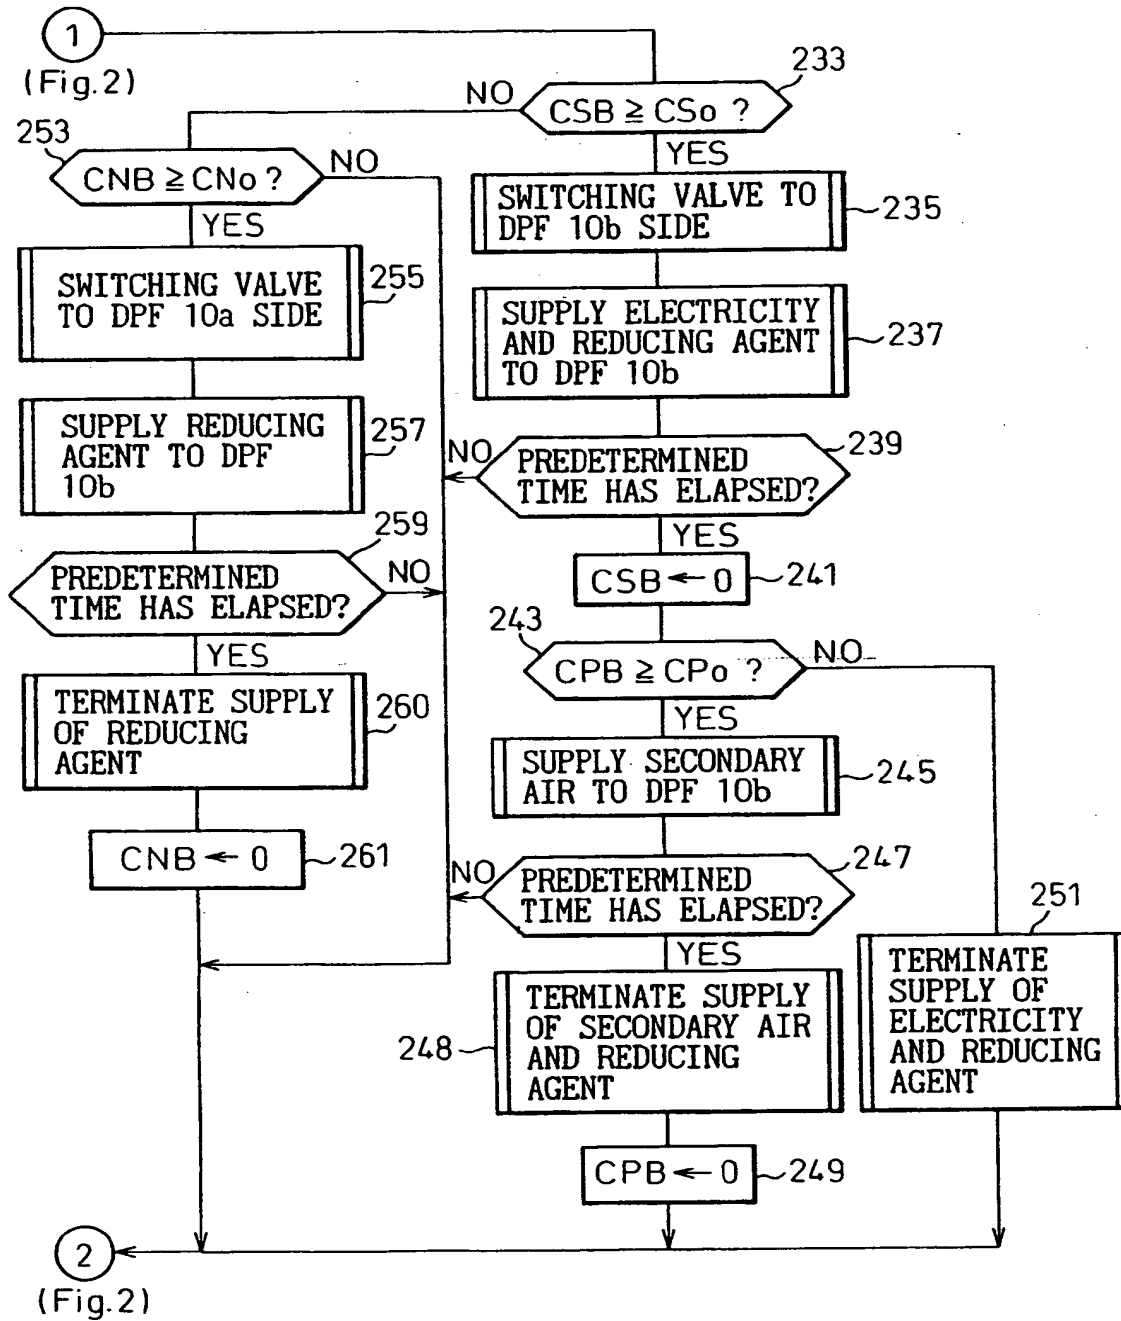 1
(Fig.2)
233
NO
CSB ≧ CSo ?
YES
253
CNB ≧ CNo ?
NO
YES
SWITCHING VALVE TO
DPF 10b SIDE
235
SWITCHING VALVE
TO DPF 10a SIDE
255
SUPPLY ELECTRICITY
AND REDUCING AGENT
TO DPF 10b
237
SUPPLY REDUCING
AGENT TO DPF
10b
257
NO
PREDETERMINED
TIME HAS ELAPSED?
239
YES
259
PREDETERMINED
TIME HAS ELAPSED?
NO
YES
CSB ← 0
241
243
CPB ≧ CPo ?
NO
YES
TERMINATE SUPPLY
OF REDUCING
AGENT
260
SUPPLY SECONDARY
AIR TO DPF 10b
245
CNB ← 0
261
NO
PREDETERMINED
TIME HAS ELAPSED?
247
YES
251
TERMINATE
SUPPLY OF
ELECTRICITY
AND REDUCING
AGENT
248
TERMINATE SUPPLY
OF SECONDARY AIR
AND REDUCING
AGENT
CPB ← 0
249
2
(Fig.2)